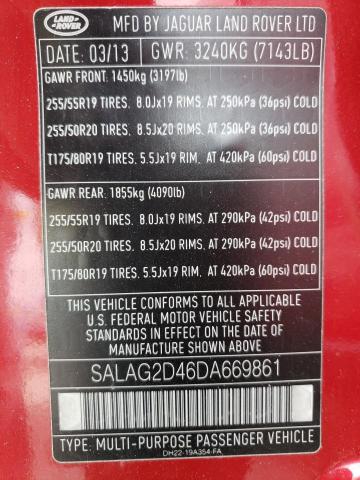 LAND-
ROVER
MFD BY JAGUAR LAND ROVER LTD
DATE: 03/13 GWR: 3240KG (7143LB)
GAWR FRONT: 1450kg (3197lb)
255/55R19 TIRES. 8.0Jx19 RIMS. AT 250kPa (36psi) COLD
255/50R20 TIRES. 8.5Jx20 RIMS, AT 250kPa (36psi) COLD
T175/80R19 TIRES. 5.5Jx19 RIM, AT 420kPa (60psi) COLD
GAWR REAR: 1855kg (4090lb)
255/55R19 TIRES. 8.0Jx19 RIMS. AT 290kPa (42psi) COLD
255/50R20 TIRES. 8.5Jx20 RIMS, AT 290kPa (42psi) COLD
T175/80R19 TIRES. 5.5Jx19 RIM, AT 420kPa (60psi) COLD
THIS VEHICLE CONFORMS TO ALL APPLICABLE
U.S. FEDERAL MOTOR VEHICLE SAFETY
STANDARDS IN EFFECT ON THE DATE OF
MANUFACTURE SHOWN ABOVE
SALAG2D46DA669861
TYPE: MULTI-PURPOSE PASSENGER VEHICLE
DH22-19A354-FA